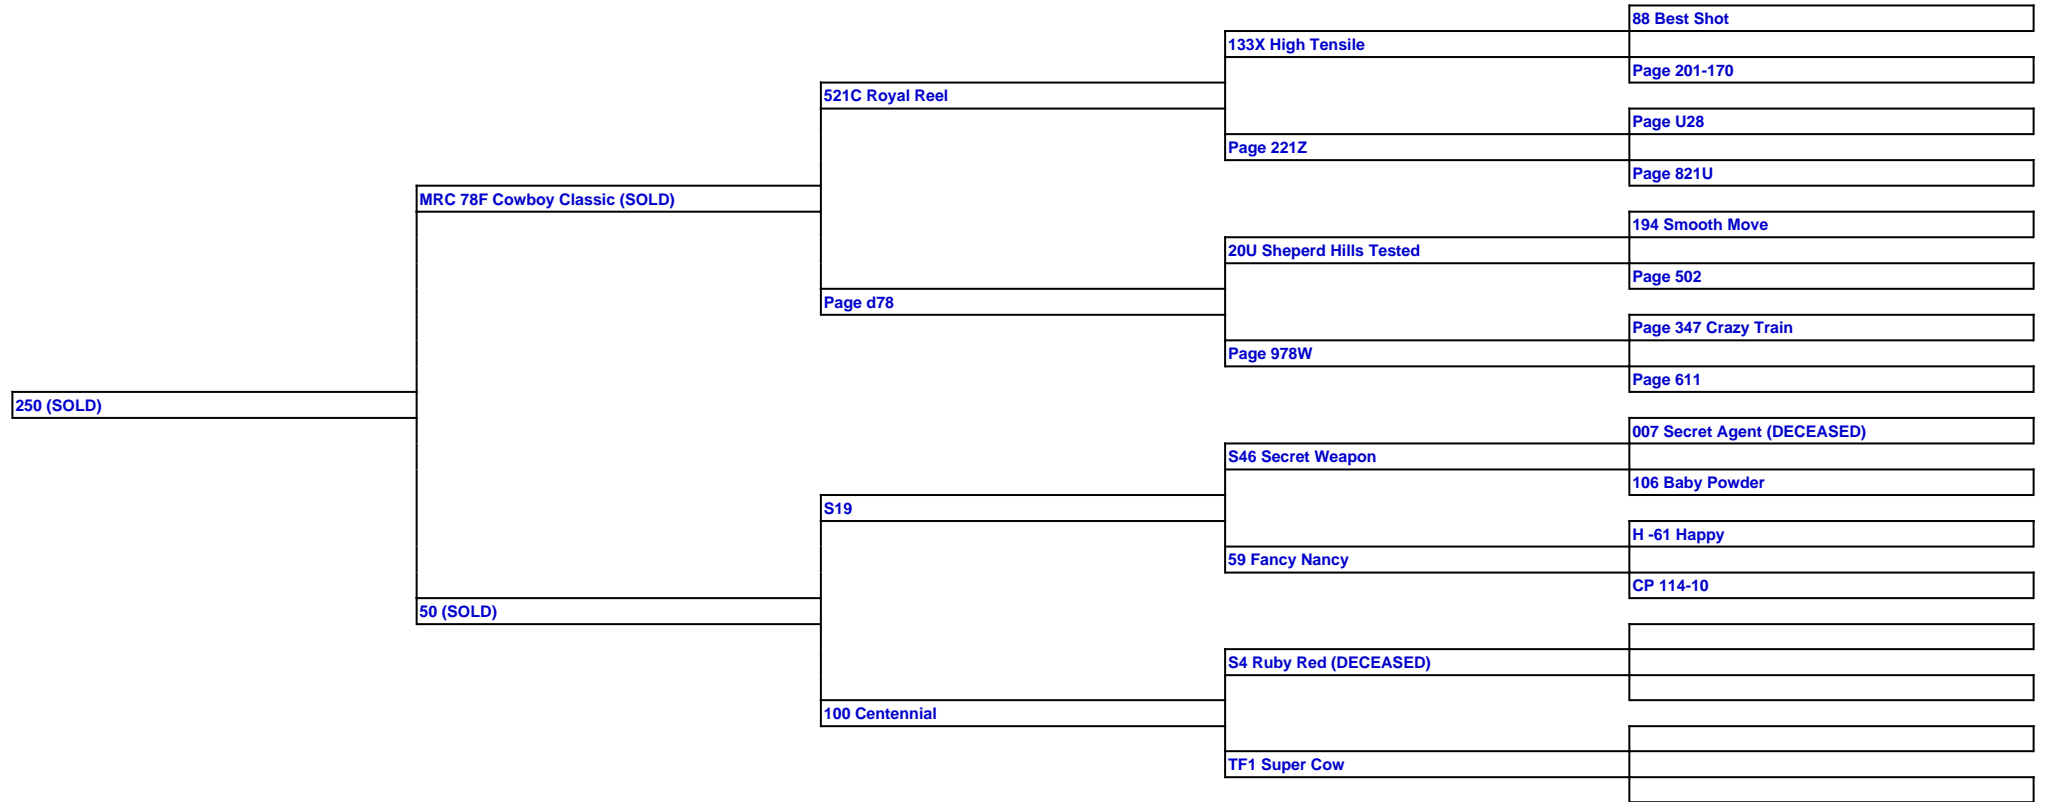 88 Best Shot
133X High Tensile
Page 201-170
521C Royal Reel
Page U28
Page 221Z
Page 821U
MRC 78F Cowboy Classic (SOLD)
194 Smooth Move
20U Sheperd Hills Tested
Page 502
Page d78
Page 347 Crazy Train
Page 978W
Page 611
250 (SOLD)
007 Secret Agent (DECEASED)
S46 Secret Weapon
106 Baby Powder
S19
H -61 Happy
59 Fancy Nancy
CP 114-10
50 (SOLD)
S4 Ruby Red (DECEASED)
100 Centennial
TF1 Super Cow